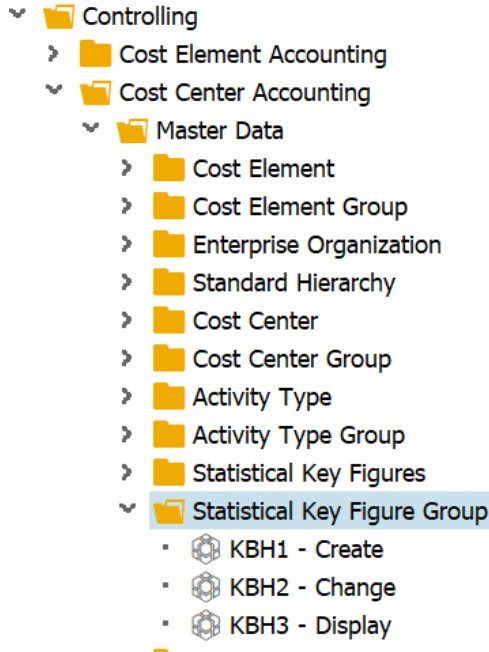 Controlling
Cost Element Accounting
Cost Center Accounting
Master Data
Cost Element
Cost Element Group
Enterprise Organization
Standard Hierarchy
Cost Center
Cost Center Group
Activity Type
Activity Type Group
Statistical Key Figures
Statistical Key Figure Group
KBH1 - Create
KBH2 - Change
KBH3 - Display